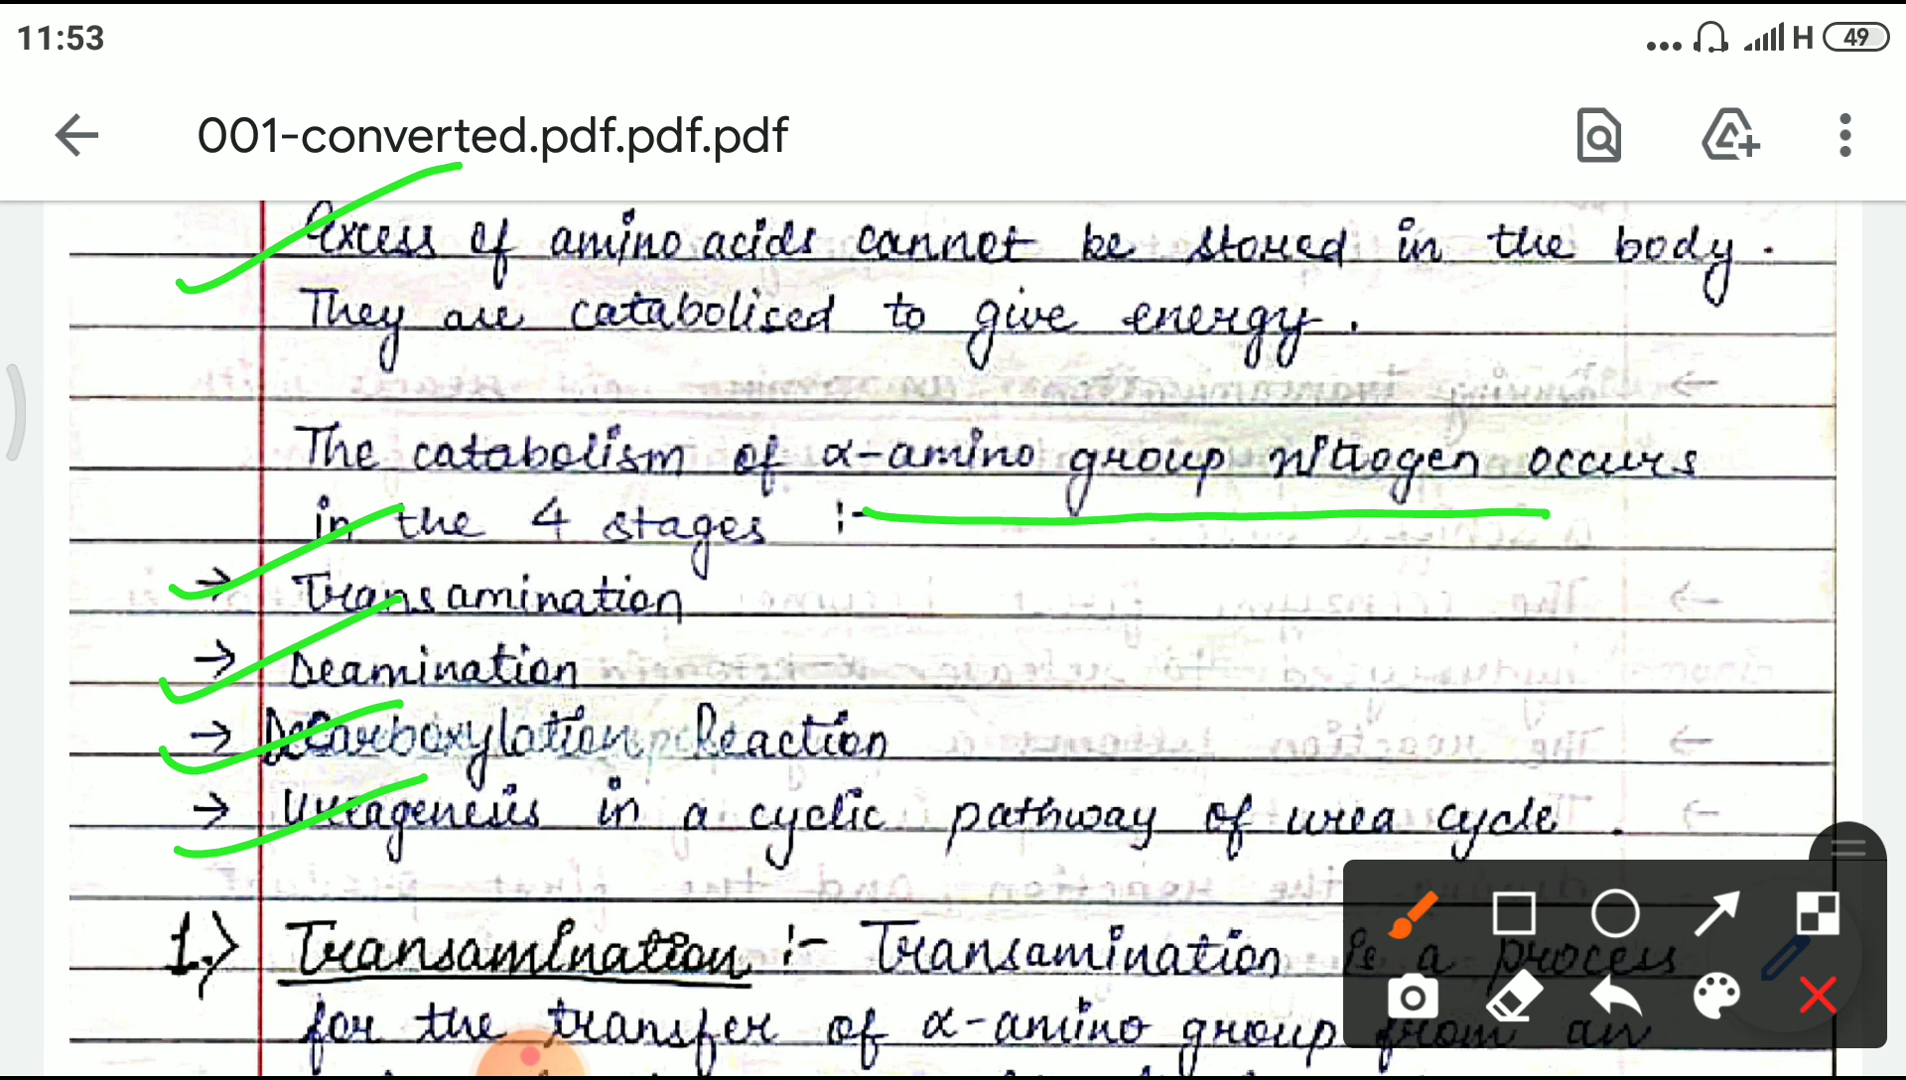 11:53
... H 49
001-converted.pdf.pdf.pdf
Excess of amino acids cannot be stored in the body.
They are catabolised to give energy.
The catabolism of α-amino group nitrogen occurs
in the 4 stages :-
→ Transamination
→ Deamination
→ Decarboxylation Reaction
→ Ureagenesis in a cyclic pathway of urea cycle.
1.) Transamination :- Transamination is a process
for the transfer of α-amino group from an